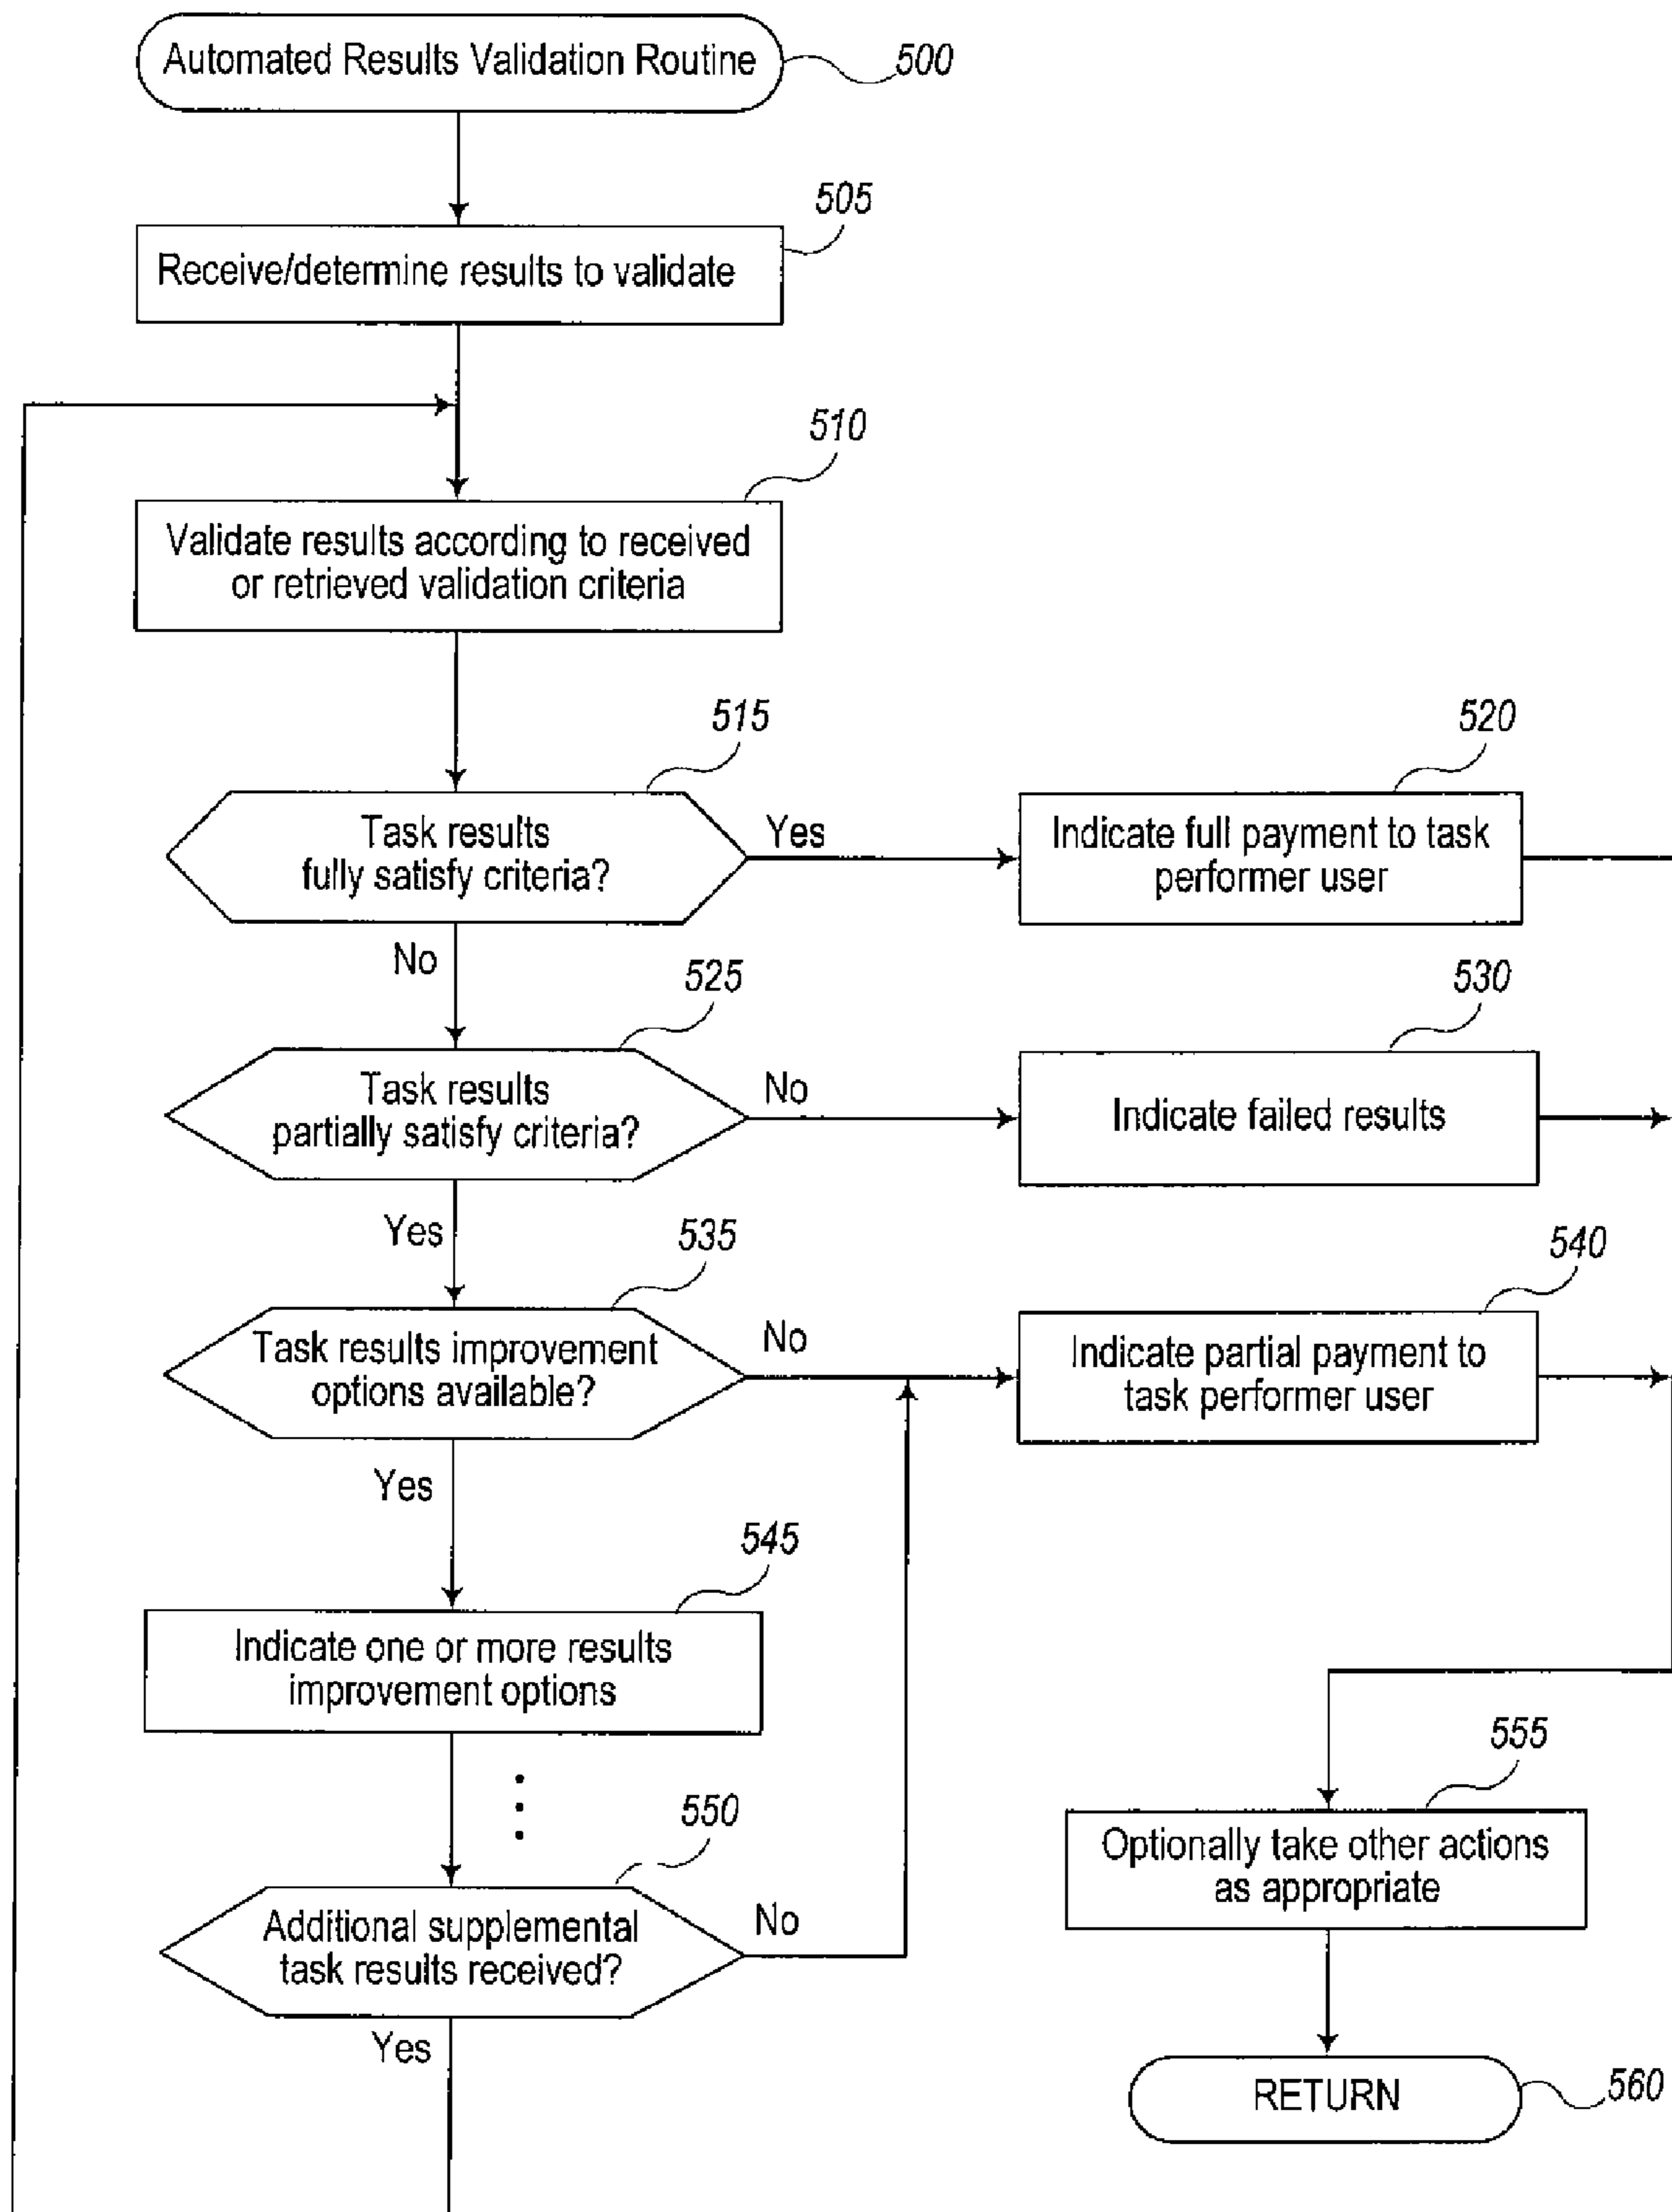 Automated Results Validation Routine
500
505
Receive/determine results to validate
510
Validate results according to received
or retrieved validation criteria
515
Task results
fully satisfy criteria?
Yes
No
520
Indicate full payment to task
performer user
525
Task results
partially satisfy criteria?
No
Yes
530
Indicate failed results
535
Task results improvement
options available?
No
Yes
540
Indicate partial payment to
task performer user
545
Indicate one or more results
improvement options
550
Additional supplemental
task results received?
No
Yes
555
Optionally take other actions
as appropriate
RETURN
560